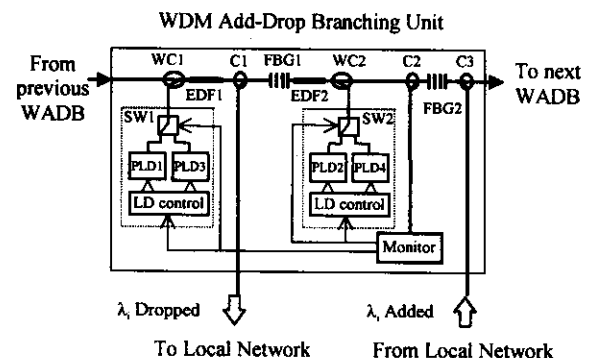 WDM Add-Drop Branching Unit
From
previous
WADB
WC1
C1
FBG1
WC2
C2
C3
To next
WADB
EDF1
EDF2
FBG2
SW1
SW2
PLD1
PLD3
PLD2
PLD4
LD control
LD control
Monitor
λi Dropped
λi Added
To Local Network
From Local Network